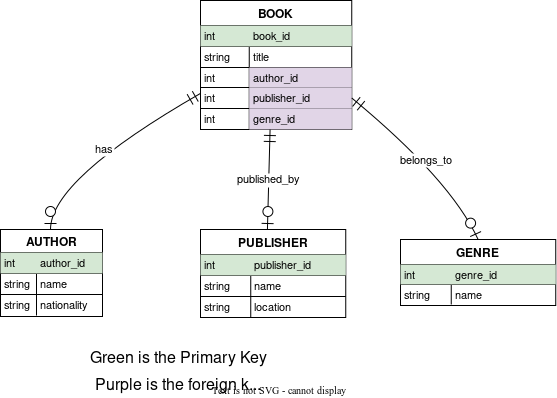 BOOK
int book_id
string title
int author_id
int publisher_id
int genre_id
has
published_by
belongs_to
AUTHOR
int author_id
string name
string nationality
PUBLISHER
int publisher_id
string name
string location
GENRE
int genre_id
string name
Green is the Primary Key
Purple is the foreign k...
Text is not SVG - cannot display